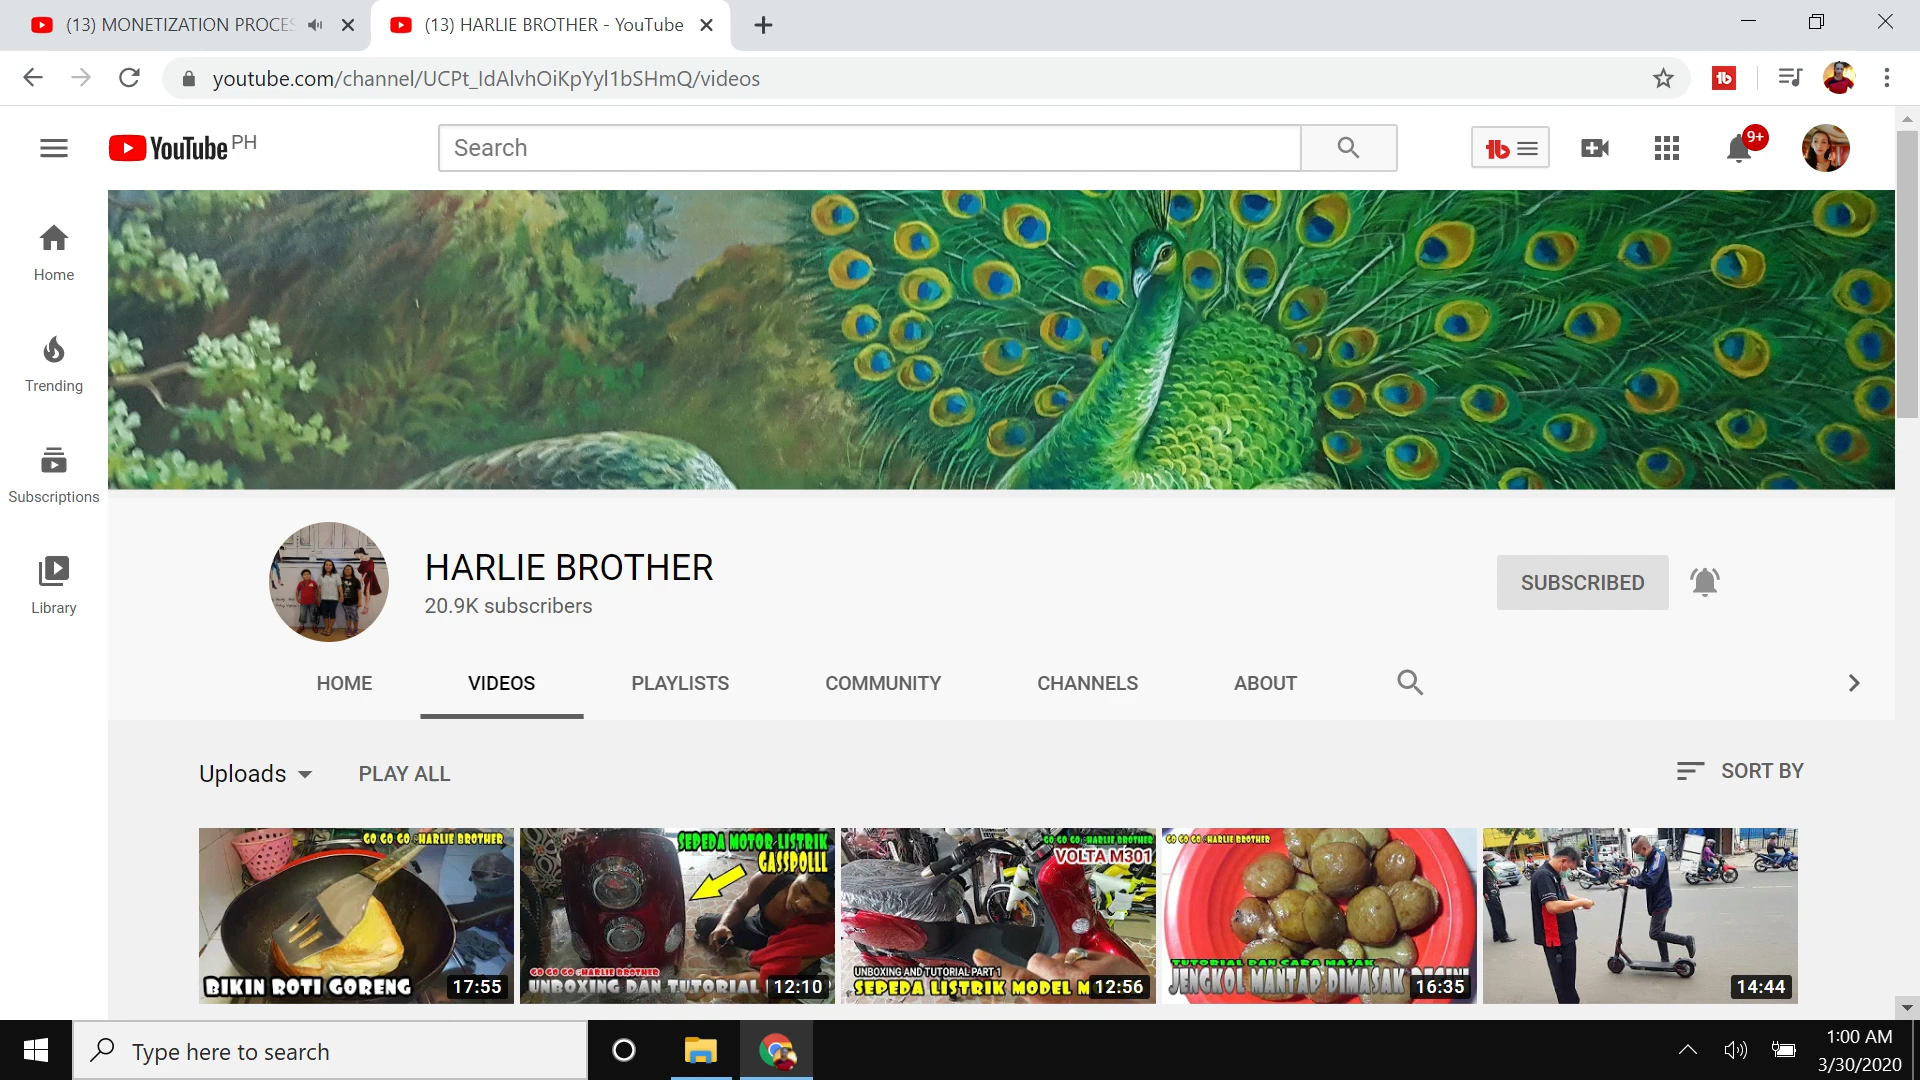 (13) MONETIZATION PROCES
(13) HARLIE BROTHER - YouTube
youtube.com/channel/UCPt_IdAlvhOiKpYyl1bSHmQ/videos
YouTube PH
Search
9+
Home
Trending
Subscriptions
Library
HARLIE BROTHER
20.9K subscribers
SUBSCRIBED
HOME
VIDEOS
PLAYLISTS
COMMUNITY
CHANNELS
ABOUT
Uploads
PLAY ALL
SORT BY
GO GO GO @HARLIE BROTHER
BIKIN ROTI GORENG
17:55
SEPEDA MOTOR LISTRIK
GASSPOLLL
GO GO GO @HARLIE BROTHER
UNBOXING DAN TUTORIAL
12:10
GO GO GO @HARLIE BROTHER
VOLTA M301
UNBOXING AND TUTORIAL PART 1
SEPEDA LISTRIK MODEL M
12:56
GO GO GO @HARLIE BROTHER
TUTORIAL DAN CARA MASAK
JENGKOL MANTAP DIMASAK
16:35
14:44
Type here to search
1:00 AM
3/30/2020